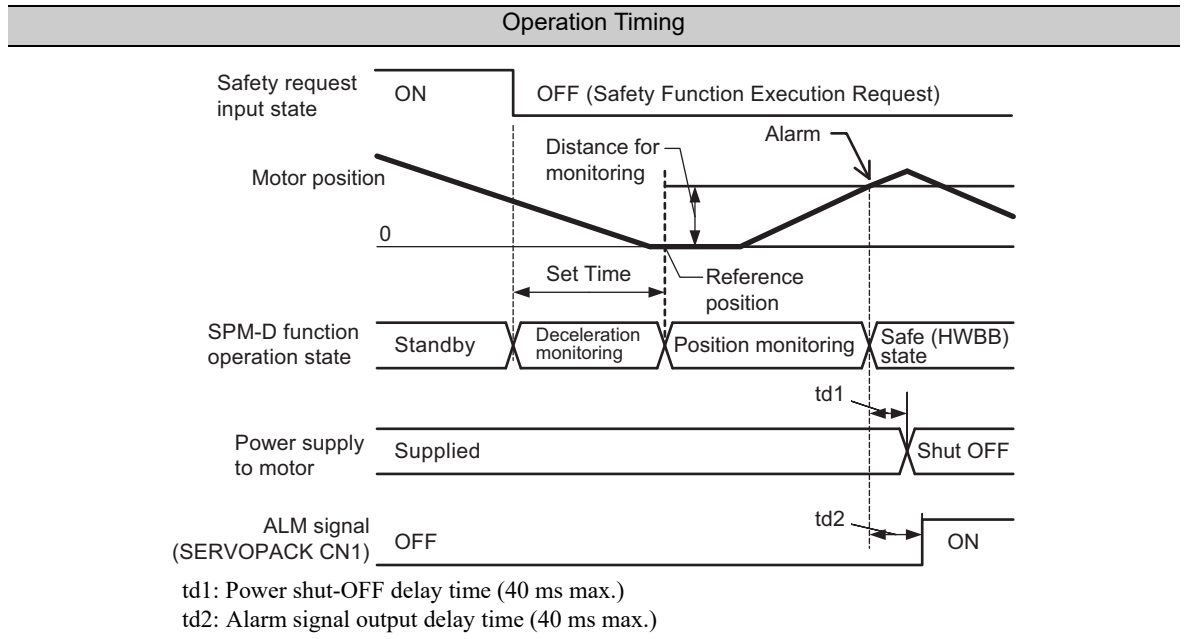 Operation Timing
Safety request
input state
ON
OFF (Safety Function Execution Request)
Alarm
Distance for
monitoring
Motor position
0
Set Time
Reference
position
SPM-D function
operation state
Standby
Deceleration
monitoring
Position monitoring
Safe (HWBB)
state
td1
Power supply
to motor
Supplied
Shut OFF
td2
ALM signal
(SERVOPACK CN1)
OFF
ON
td1: Power shut-OFF delay time (40 ms max.)
td2: Alarm signal output delay time (40 ms max.)